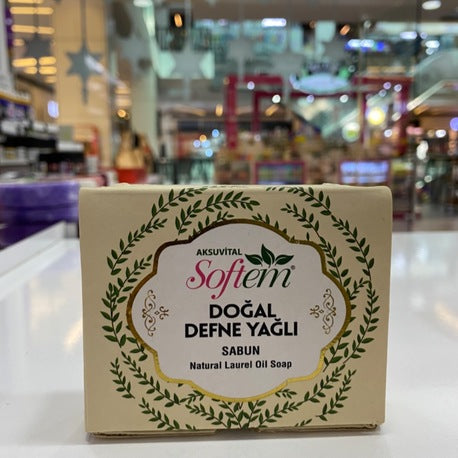 AKSUVİTAL
Softem®
DOĞAL
DEFNE YAĞLI
SABUN
Natural Laurel Oil Soap